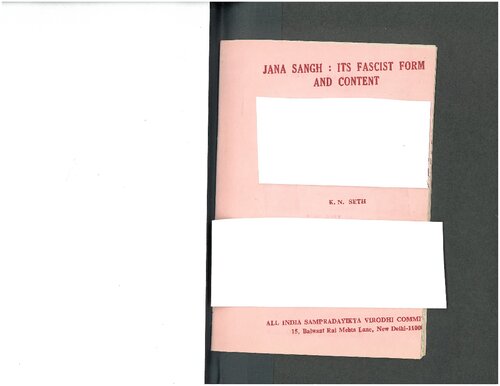 JANA SANGH : ITS FASCIST FORM
AND CONTENT
K. N. SETH
ALL INDIA SAMPRADAYIKTA VIRODHI COMMI
15, Balwant Rai Mehta Lane, New Delhi-1100